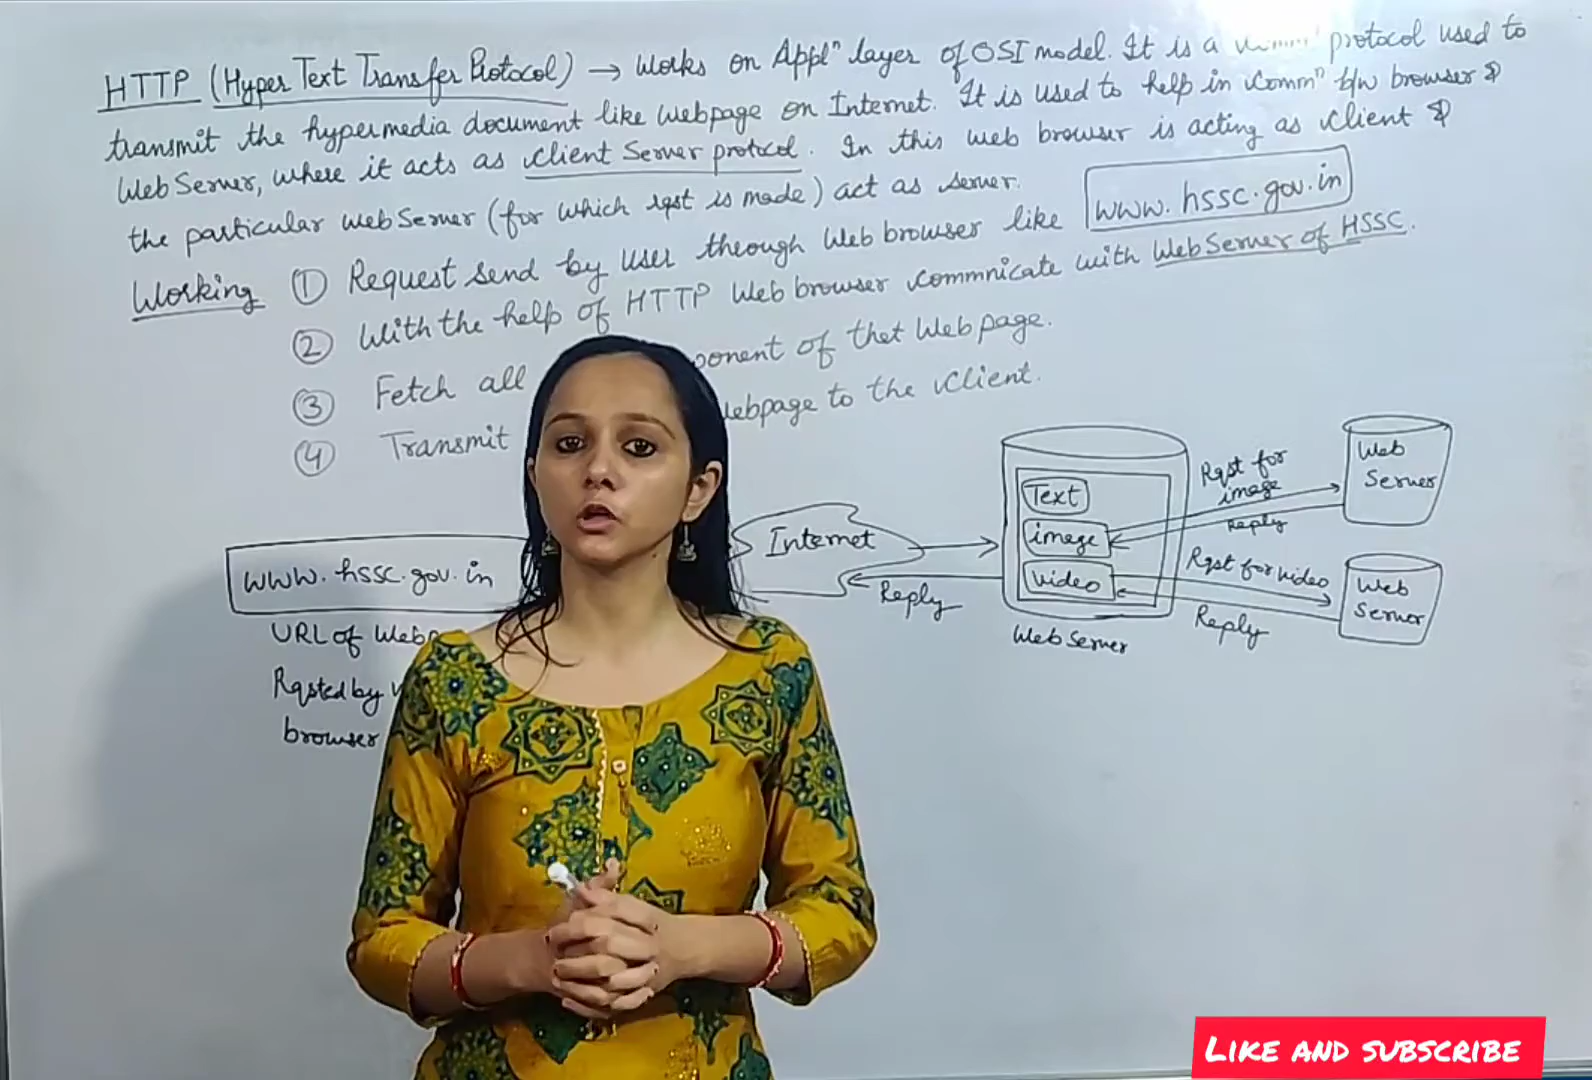 HTTP (Hyper Text Transfer Protocol) → Works on Applⁿ layer of OSI model. It is a protocol used to
transmit the hypermedia document like webpage on Internet. It is used to help in Commⁿ b/w browser &
Web Server, where it acts as Client Server protocol. In this web browser is acting as Client &
the particular web Server (for which rqst is made) act as server.
Working ① Request send by user theough Web browser like www.hssc.gov.in
② With the help of HTTP Web browser commnicate with Web Server of HSSC.
③ Fetch all ponent of thet Web page.
④ Transmit webpage to the Client.
www.hssc.gov.in
URL of Webp
Rqsted by
browser
Internet
Reply
Text
image
video
Web Server
Rqst for
image
Reply
Web
Server
Rqst for video
Reply
Web
Server
LIKE AND SUBSCRIBE